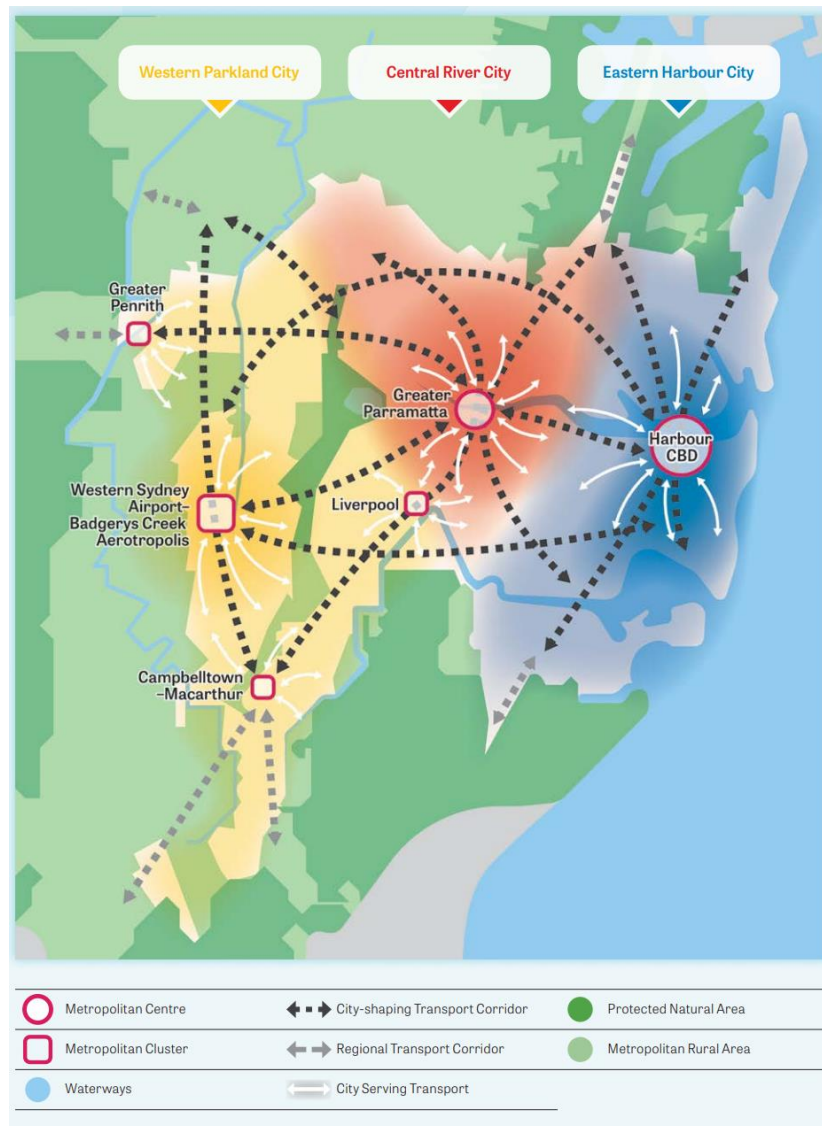 Western Parkland City
Central River City
Eastern Harbour City
Greater
Penrith
Greater
Parramatta
Harbour
CBD
Western Sydney
Airport–
Badgerys Creek
Aerotropolis
Liverpool
Campbelltown
–Macarthur
Metropolitan Centre
City-shaping Transport Corridor
Protected Natural Area
Metropolitan Cluster
Regional Transport Corridor
Metropolitan Rural Area
Waterways
City Serving Transport